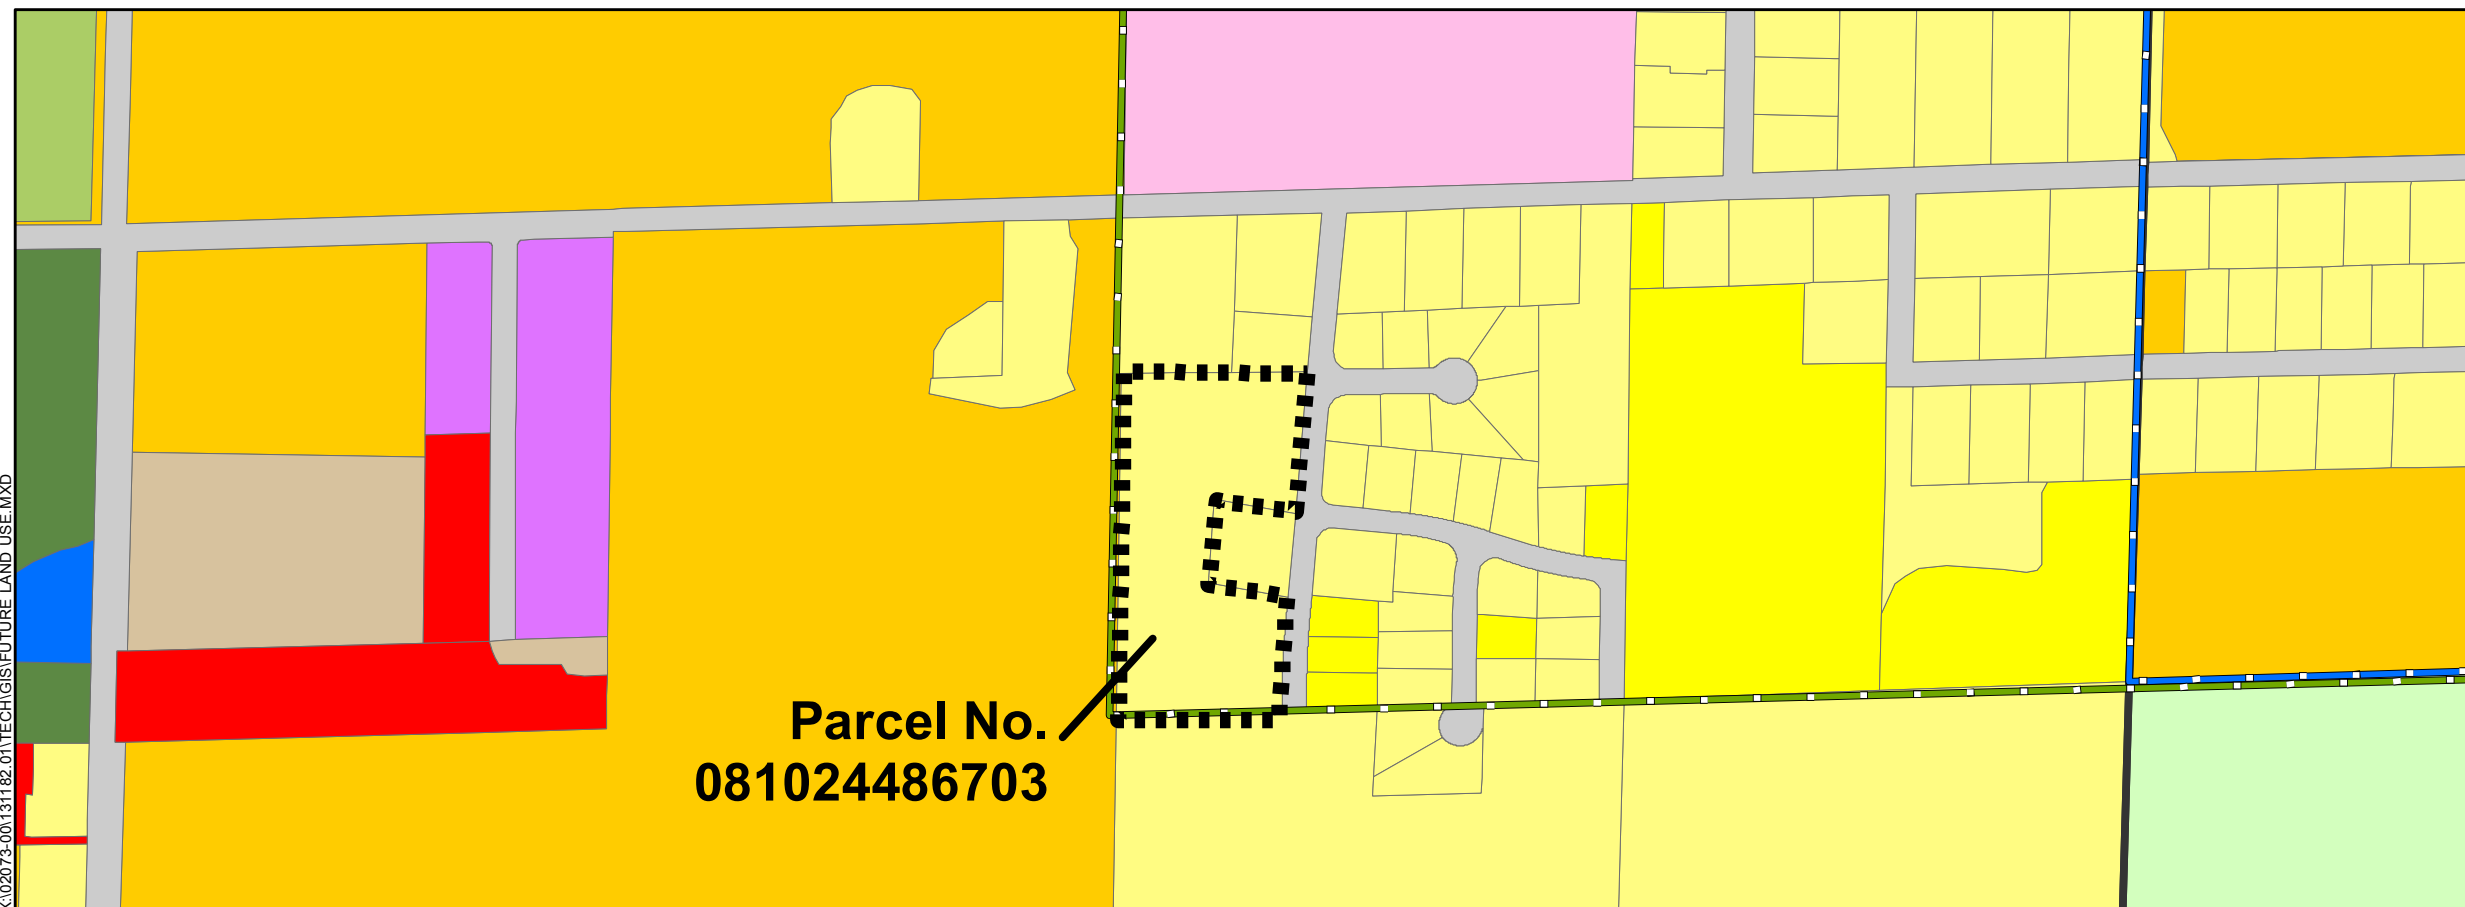 X:\02073-00\131182.01\TECH\GIS\FUTURE LAND USE.MXD
Parcel No.
081024486703